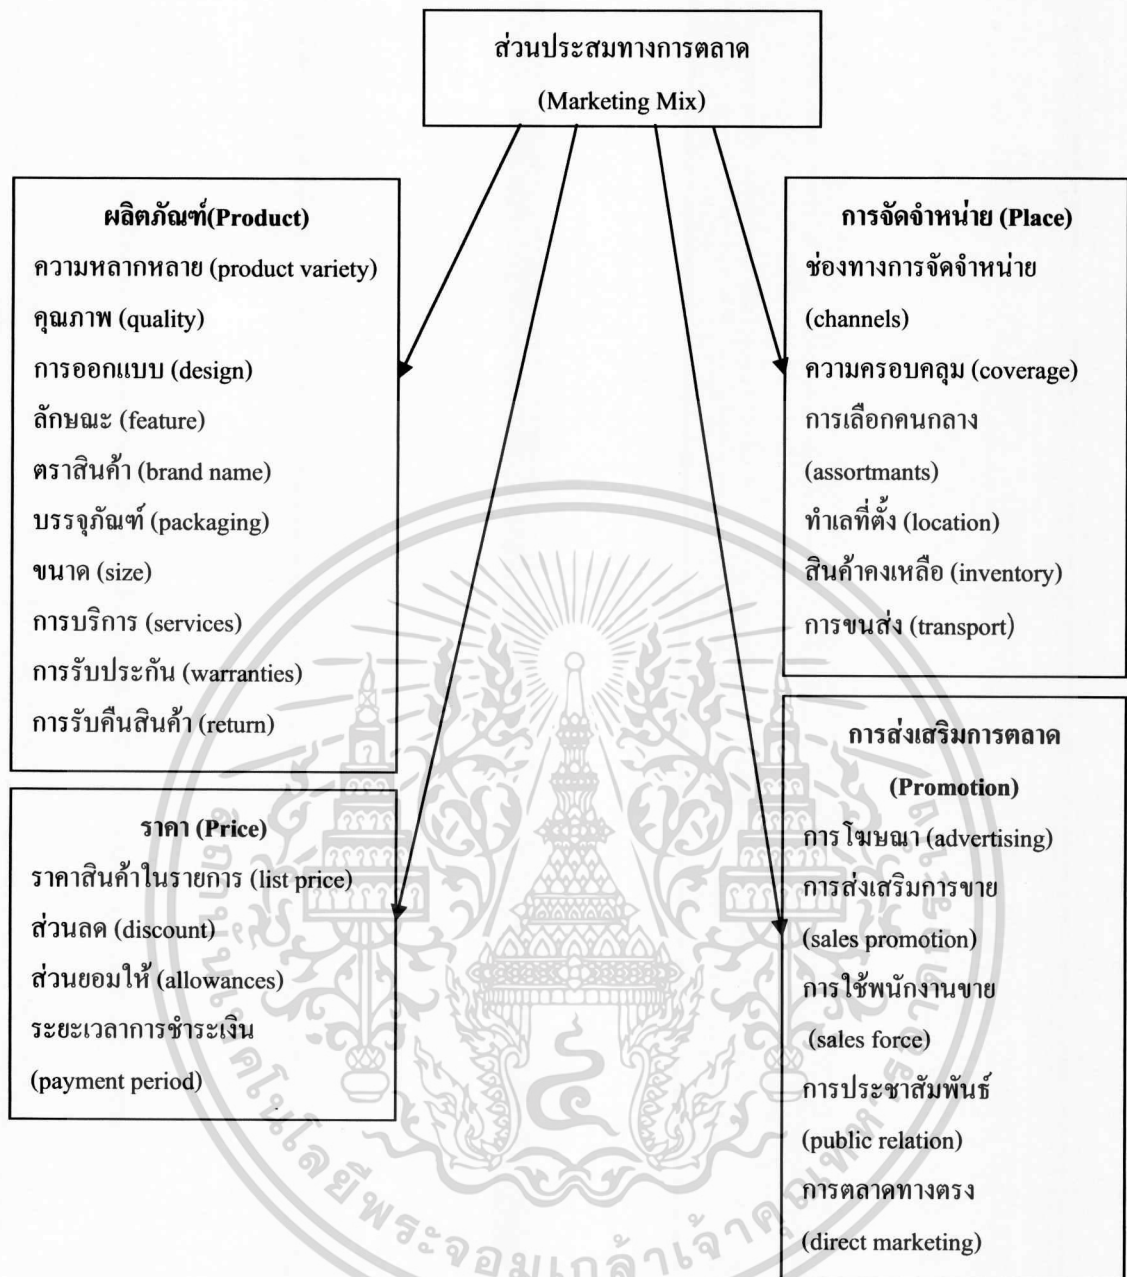 ส่วนประสมทางการตลาด
(Marketing Mix)
ผลิตภัณฑ์(Product)
ความหลากหลาย (product variety)
คุณภาพ (quality)
การออกแบบ (design)
ลักษณะ (feature)
ตราสินค้า (brand name)
บรรจุภัณฑ์ (packaging)
ขนาด (size)
การบริการ (services)
การรับประกัน (warranties)
การรับคืนสินค้า (return)
ราคา (Price)
ราคาสินค้าในรายการ (list price)
ส่วนลด (discount)
ส่วนยอมให้ (allowances)
ระยะเวลาการชำระเงิน
(payment period)
การจัดจำหน่าย (Place)
ช่องทางการจัดจำหน่าย
(channels)
ความครอบคลุม (coverage)
การเลือกคนกลาง
(assortmants)
ทำเลที่ตั้ง (location)
สินค้าคงเหลือ (inventory)
การขนส่ง (transport)
การส่งเสริมการตลาด
(Promotion)
การโฆษณา (advertising)
การส่งเสริมการขาย
(sales promotion)
การใช้พนักงานขาย
(sales force)
การประชาสัมพันธ์
(public relation)
การตลาดทางตรง
(direct marketing)